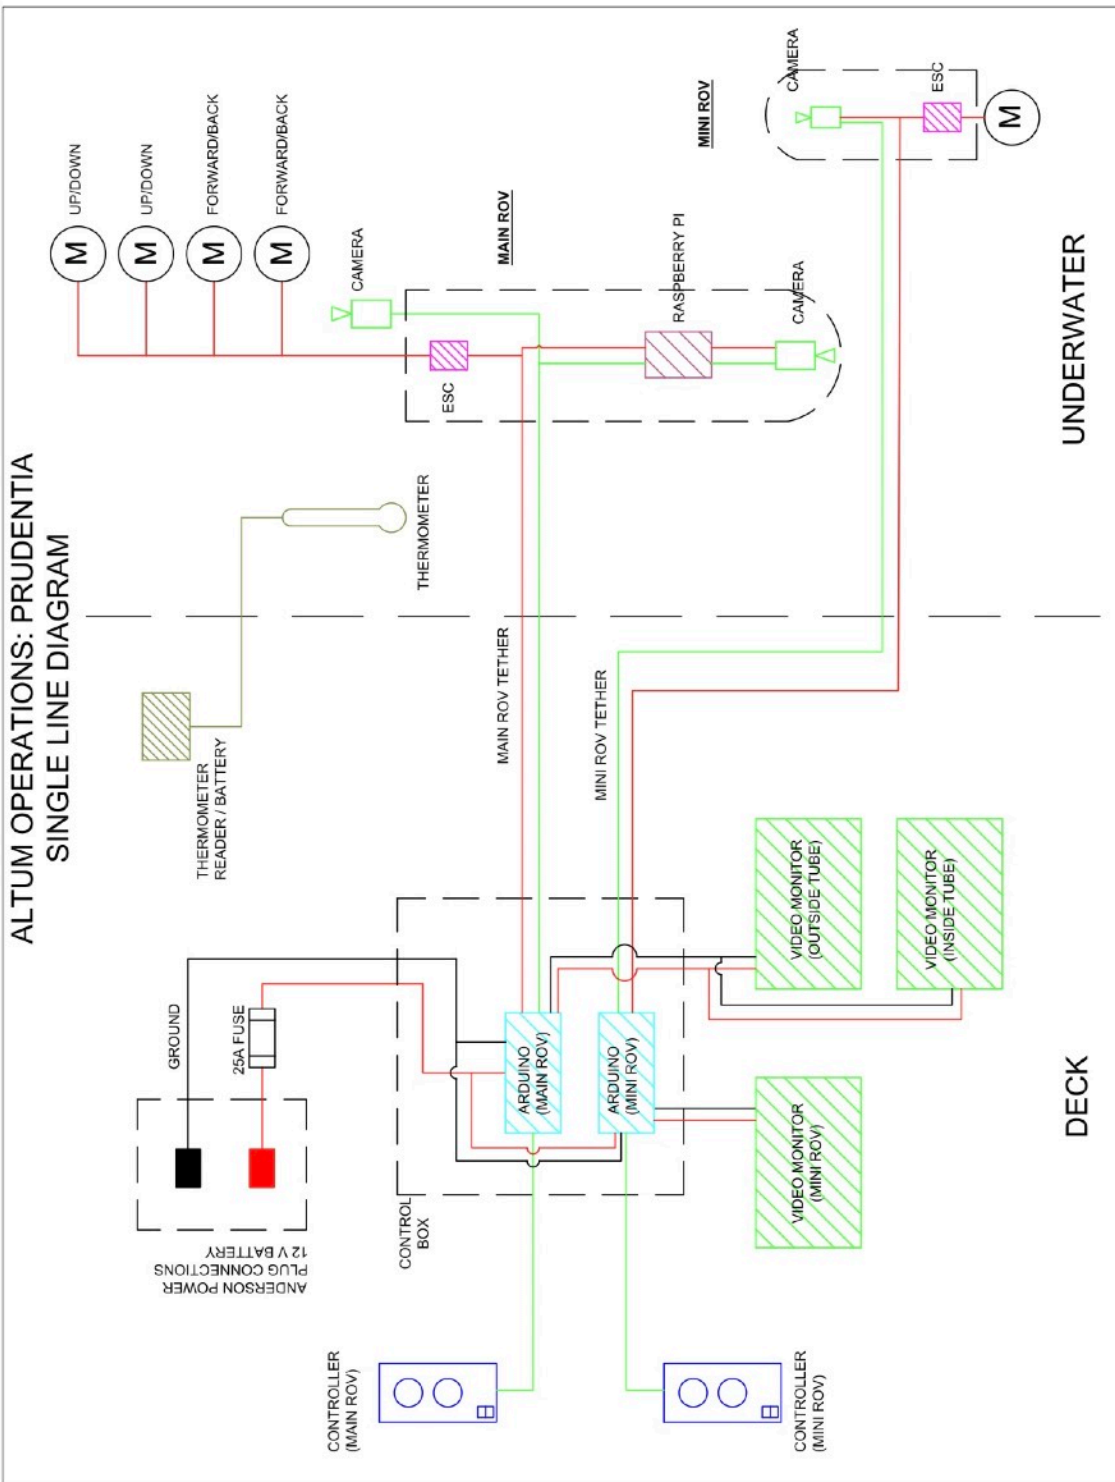 ALTUM OPERATIONS: PRUDENTIA
SINGLE LINE DIAGRAM
ANDERSON POWER
PLUG CONNECTIONS
12 V BATTERY
GROUND
25A FUSE
THERMOMETER
READER / BATTERY
THERMOMETER
UP/DOWN
UP/DOWN
FORWARD/BACK
FORWARD/BACK
M
M
M
M
CAMERA
MAIN ROV
ESC
RASPBERRY PI
CAMERA
MINI ROV
CAMERA
ESC
M
CONTROLLER
(MAIN ROV)
CONTROL
BOX
ARDUINO
(MAIN ROV)
MAIN ROV TETHER
ARDUINO
(MINI ROV)
MINI ROV TETHER
CONTROLLER
(MINI ROV)
VIDEO MONITOR
(MINI ROV)
VIDEO MONITOR
(OUTSIDE TUBE)
VIDEO MONITOR
(INSIDE TUBE)
DECK
UNDERWATER